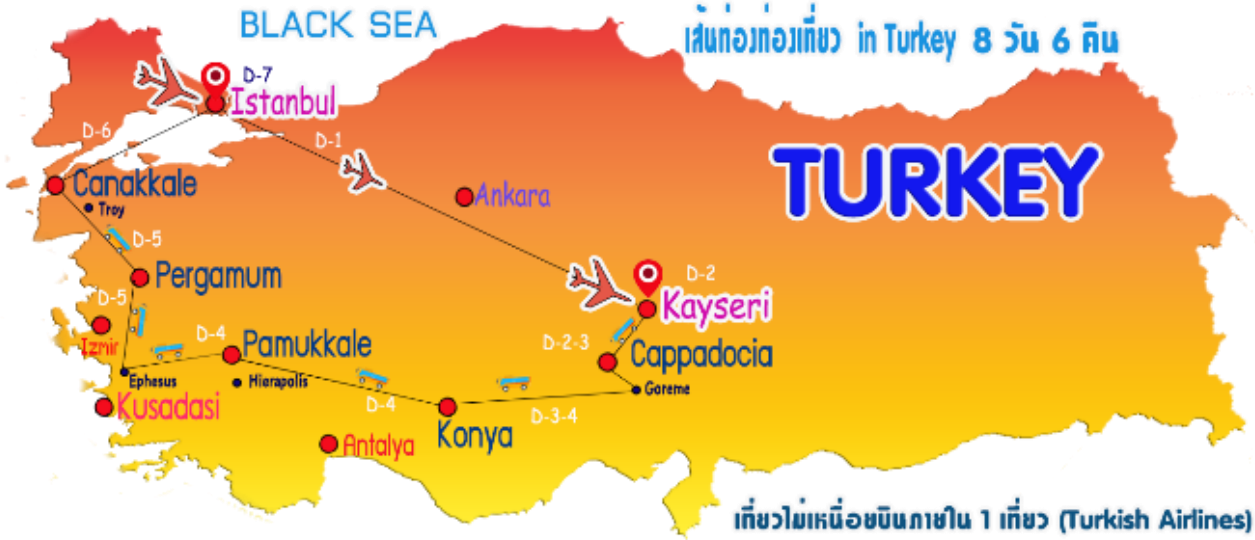 BLACK SEA
เส้นท่องท่องเที่ยว in Turkey 8 วัน 6 คืน
D-7
Istanbul
D-6
D-1
TURKEY
Canakkale
Troy
Ankara
D-5
Pergamum
D-2
Kayseri
D-5
Izmir
D-4
Pamukkale
D-2-3
Cappadocia
Ephesus
Hierapolis
Goreme
Kusadasi
D-4
D-3-4
Konya
Antalya
เที่ยวไม่เหนื่อยบินภายใน 1 เที่ยว (Turkish Airlines)